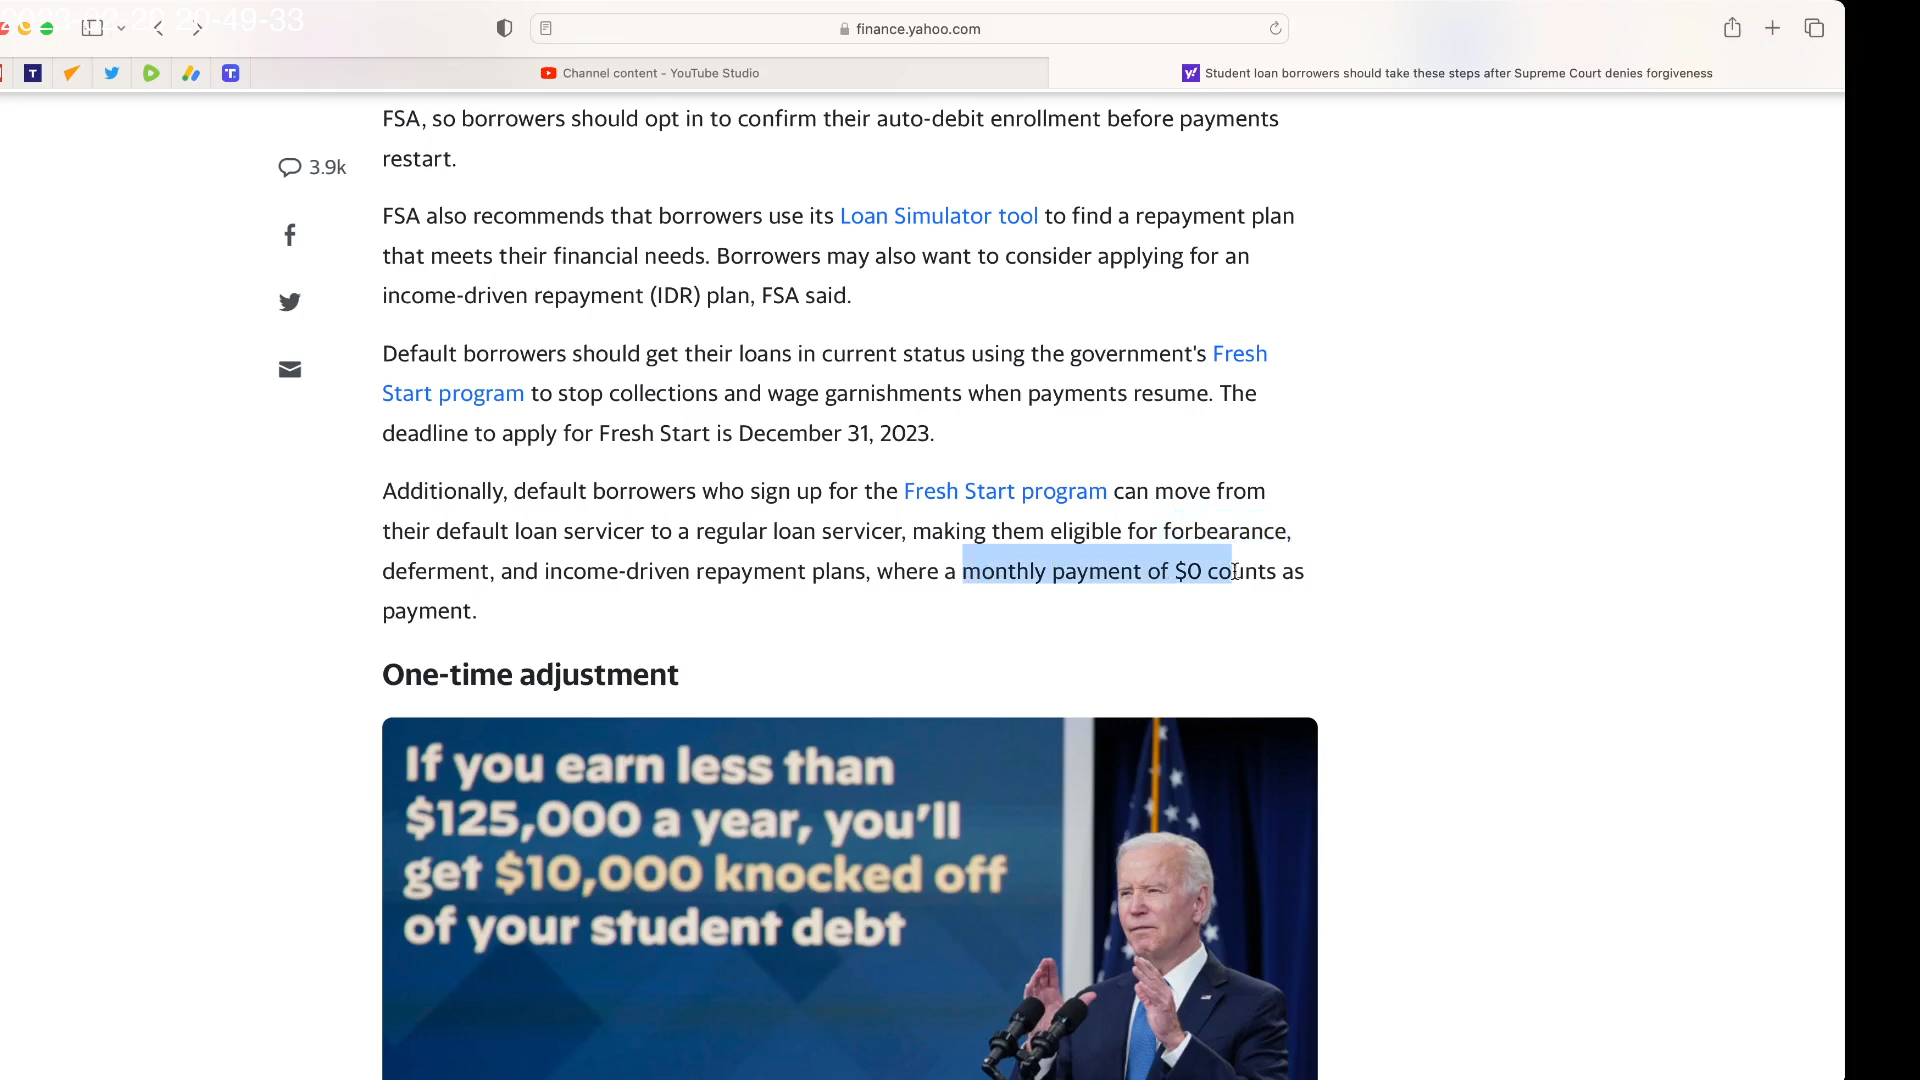 2023-02-28 20-49-33
finance.yahoo.com
T
T.
Channel content - YouTube Studio
y! Student loan borrowers should take these steps after Supreme Court denies forgiveness
FSA, so borrowers should opt in to confirm their auto-debit enrollment before payments
restart.
3.9k
FSA also recommends that borrowers use its Loan Simulator tool to find a repayment plan
that meets their financial needs. Borrowers may also want to consider applying for an
income-driven repayment (IDR) plan, FSA said.
Default borrowers should get their loans in current status using the government's Fresh
Start program to stop collections and wage garnishments when payments resume. The
deadline to apply for Fresh Start is December 31, 2023.
Additionally, default borrowers who sign up for the Fresh Start program can move from
their default loan servicer to a regular loan servicer, making them eligible for forbearance,
deferment, and income-driven repayment plans, where a monthly payment of $0 counts as
payment.
One-time adjustment
If you earn less than
$125,000 a year, you'll
get $10,000 knocked off
of your student debt